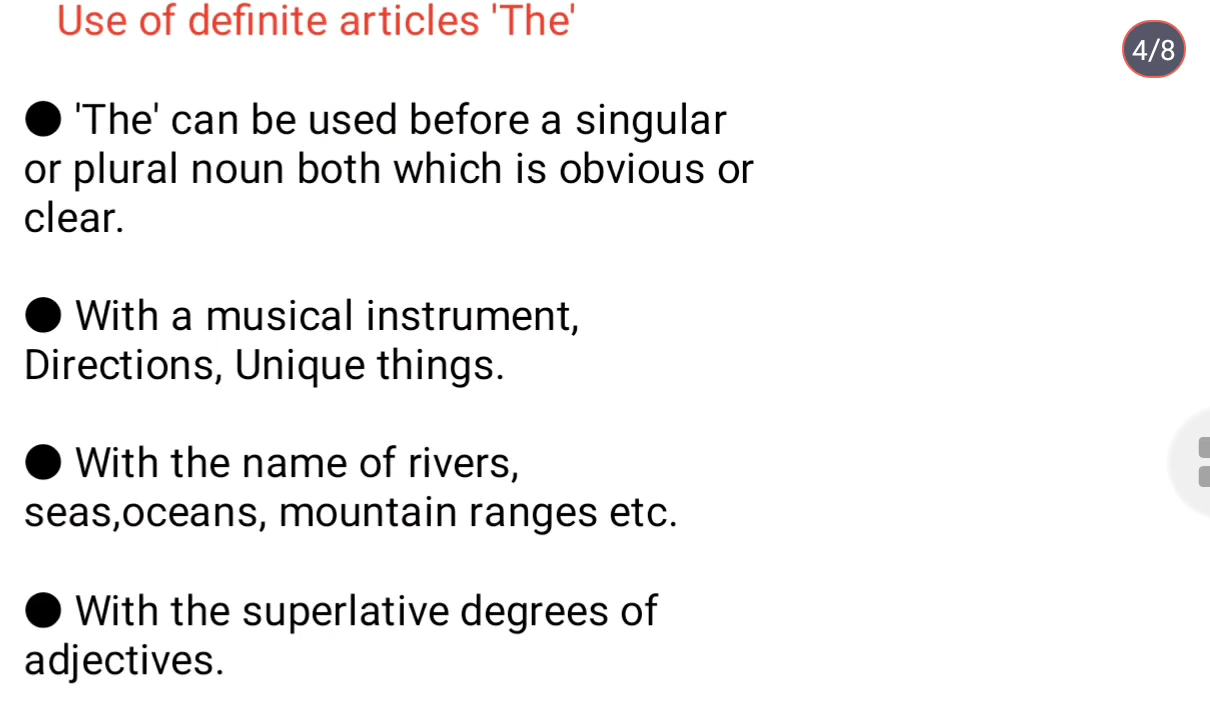 Use of definite articles 'The'
4/8
● 'The' can be used before a singular
or plural noun both which is obvious or
clear.
● With a musical instrument,
Directions, Unique things.
● With the name of rivers,
seas,oceans, mountain ranges etc.
● With the superlative degrees of
adjectives.